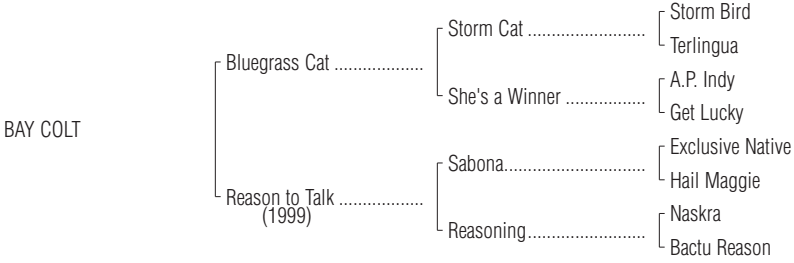 Storm Bird
Storm Cat ........................
Terlingua
Bluegrass Cat ..................
A.P. Indy
She's a Winner ................
Get Lucky
BAY COLT
Exclusive Native
Sabona............................
Hail Maggie
Reason to Talk .................
(1999)
Naskra
Reasoning.......................
Bactu Reason